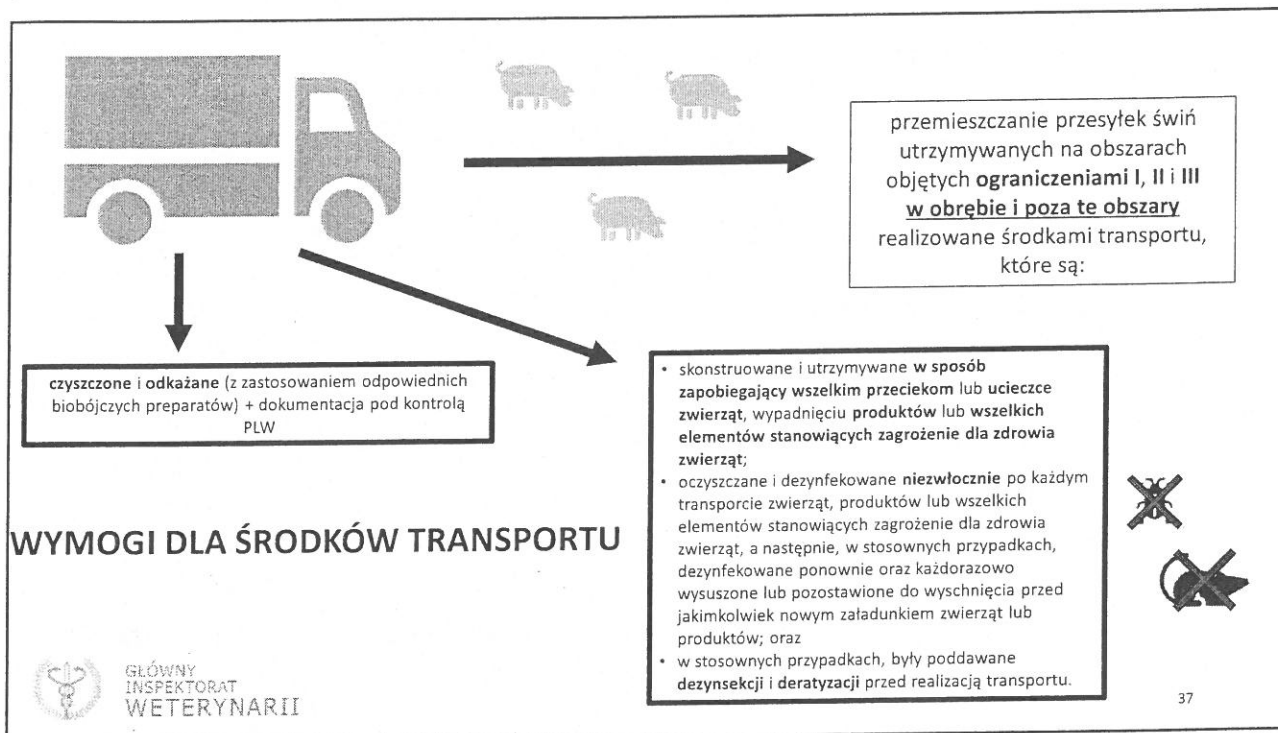 przemieszczanie przesyłek świń
utrzymywanych na obszarach
objętych ograniczeniami I, II i III
w obrębie i poza te obszary
realizowane środkami transportu,
które są:
czyszczone i odkażane (z zastosowaniem odpowiednich
biobójczych preparatów) + dokumentacja pod kontrolą
PLW
• skonstruowane i utrzymywane w sposób
zapobiegający wszelkim przeciekom lub ucieczce
zwierząt, wypadnięciu produktów lub wszelkich
elementów stanowiących zagrożenie dla zdrowia
zwierząt;
• oczyszczane i dezynfekowane niezwłocznie po każdym
transporcie zwierząt, produktów lub wszelkich
elementów stanowiących zagrożenie dla zdrowia
zwierząt, a następnie, w stosownych przypadkach,
dezynfekowane ponownie oraz każdorazowo
wysuszone lub pozostawione do wyschnięcia przed
jakimkolwiek nowym załadunkiem zwierząt lub
produktów; oraz
• w stosownych przypadkach, były poddawane
dezynsekcji i deratyzacji przed realizacją transportu.
WYMOGI DLA ŚRODKÓW TRANSPORTU
GŁÓWNY
INSPEKTORAT
WETERYNARII
37